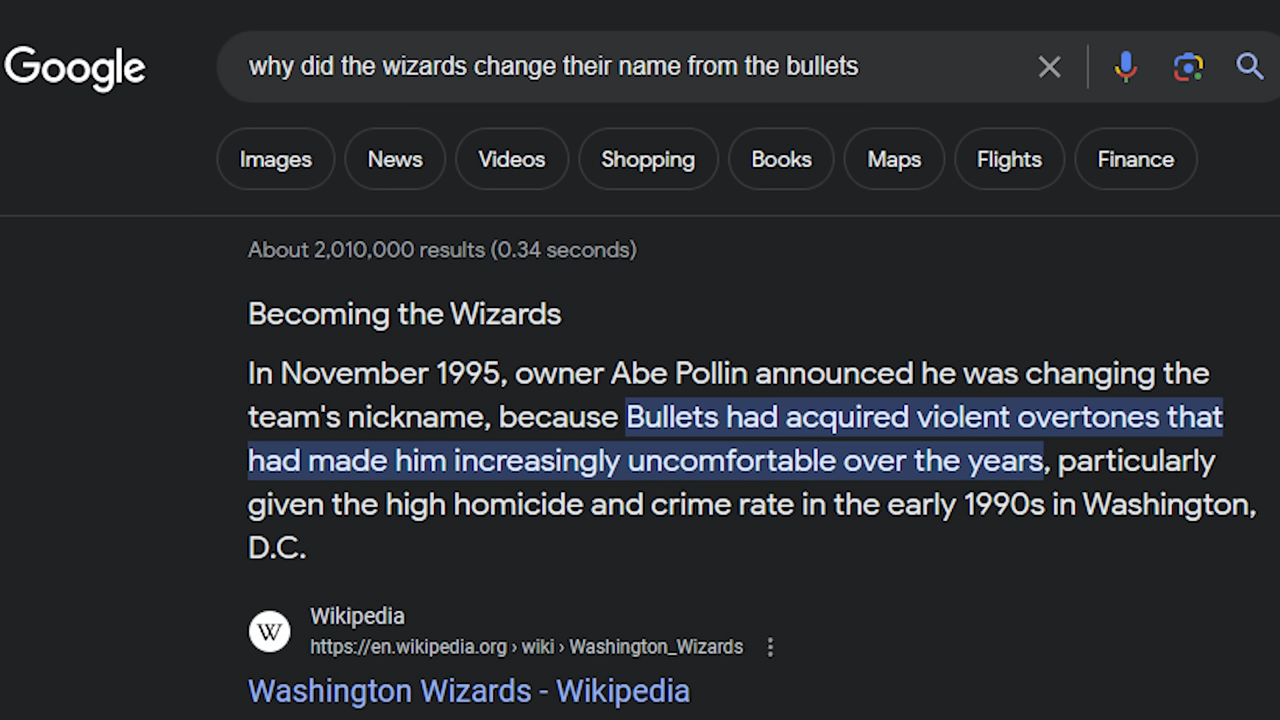 Google
why did the wizards change their name from the bullets
Images News Videos Shopping Books Maps Flights Finance
About 2,010,000 results (0.34 seconds)
Becoming the Wizards
In November 1995, owner Abe Pollin announced he was changing the
team's nickname, because Bullets had acquired violent overtones that
had made him increasingly uncomfortable over the years, particularly
given the high homicide and crime rate in the early 1990s in Washington,
D.C.
W
Wikipedia
https://en.wikipedia.org › wiki › Washington_Wizards
Washington Wizards - Wikipedia